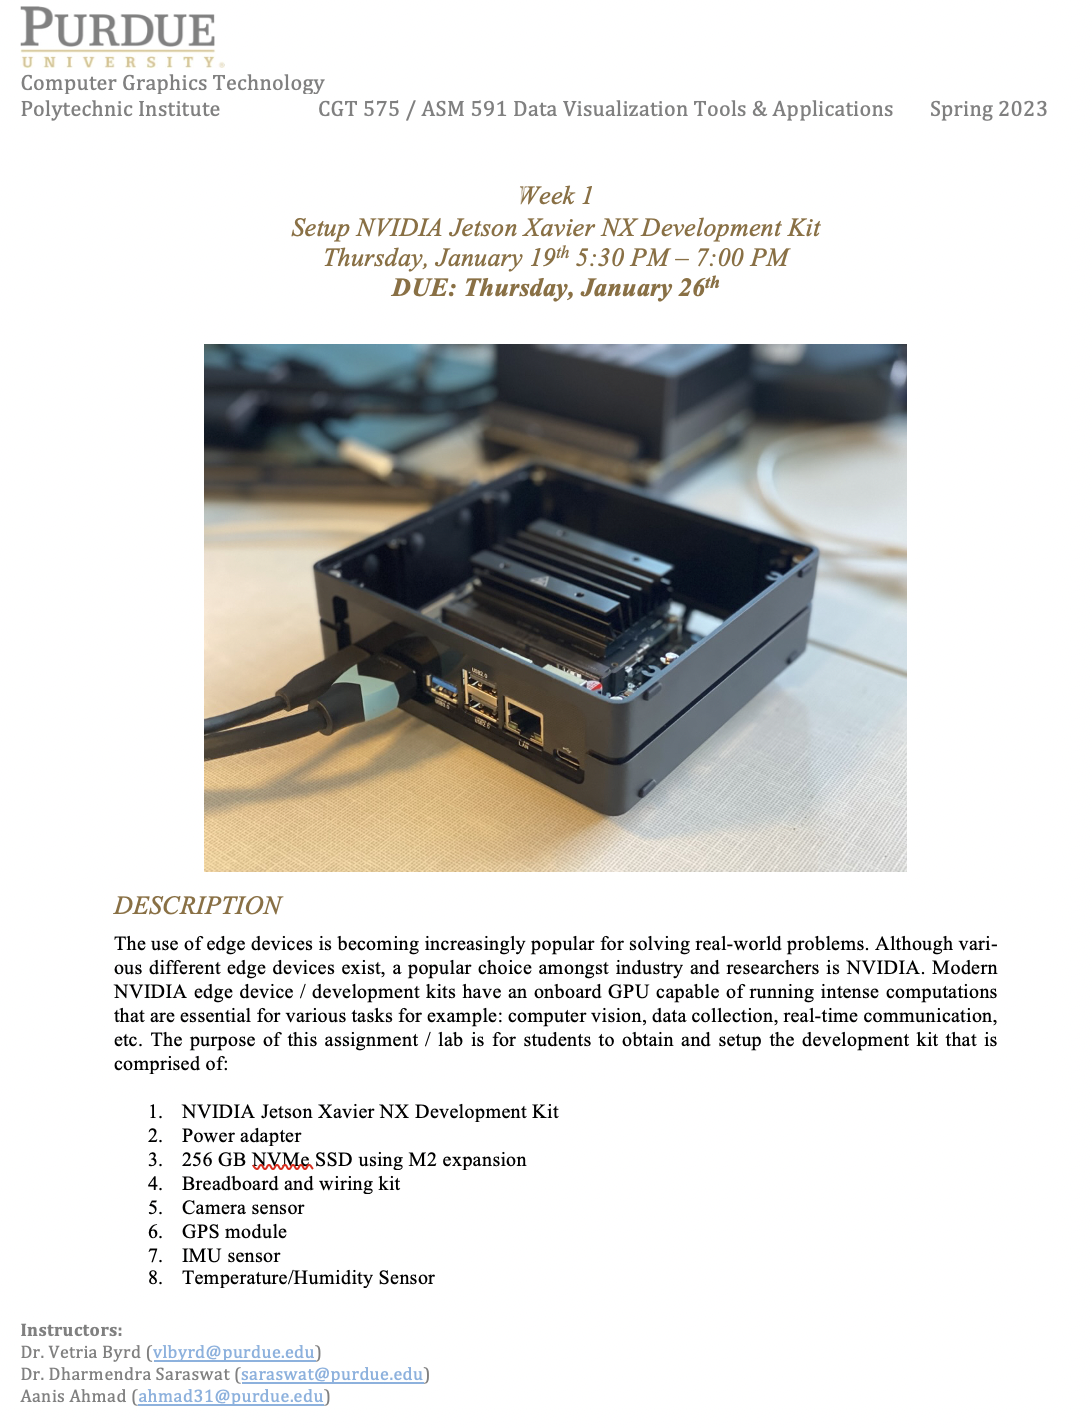 PURDUE
UNIVERSITY®
Computer Graphics Technology
Polytechnic Institute CGT 575 / ASM 591 Data Visualization Tools & Applications Spring 2023
Week 1
Setup NVIDIA Jetson Xavier NX Development Kit
Thursday, January 19th 5:30 PM – 7:00 PM
DUE: Thursday, January 26th
USB2.0
USB3.0
USB2.0
LAN
DESCRIPTION
The use of edge devices is becoming increasingly popular for solving real-world problems. Although vari-
ous different edge devices exist, a popular choice amongst industry and researchers is NVIDIA. Modern
NVIDIA edge device / development kits have an onboard GPU capable of running intense computations
that are essential for various tasks for example: computer vision, data collection, real-time communication,
etc. The purpose of this assignment / lab is for students to obtain and setup the development kit that is
comprised of:
1. NVIDIA Jetson Xavier NX Development Kit
2. Power adapter
3. 256 GB NVMe SSD using M2 expansion
4. Breadboard and wiring kit
5. Camera sensor
6. GPS module
7. IMU sensor
8. Temperature/Humidity Sensor
Instructors:
Dr. Vetria Byrd (vlbyrd@purdue.edu)
Dr. Dharmendra Saraswat (saraswat@purdue.edu)
Aanis Ahmad (ahmad31@purdue.edu)